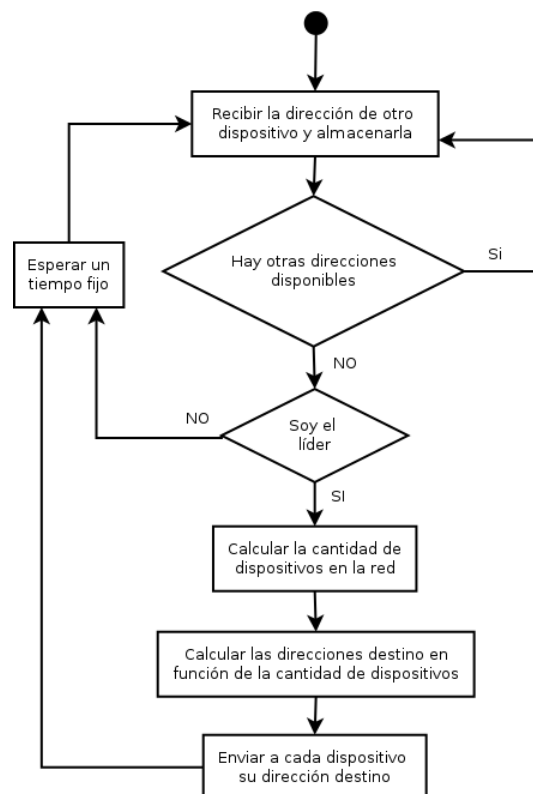 Recibir la dirección de otro
dispositivo y almacenarla
Hay otras direcciones
disponibles
Si
Esperar un
tiempo fijo
NO
NO
Soy el
líder
SI
Calcular la cantidad de
dispositivos en la red
Calcular las direcciones destino en
función de la cantidad de dispositivos
Enviar a cada dispositivo
su dirección destino